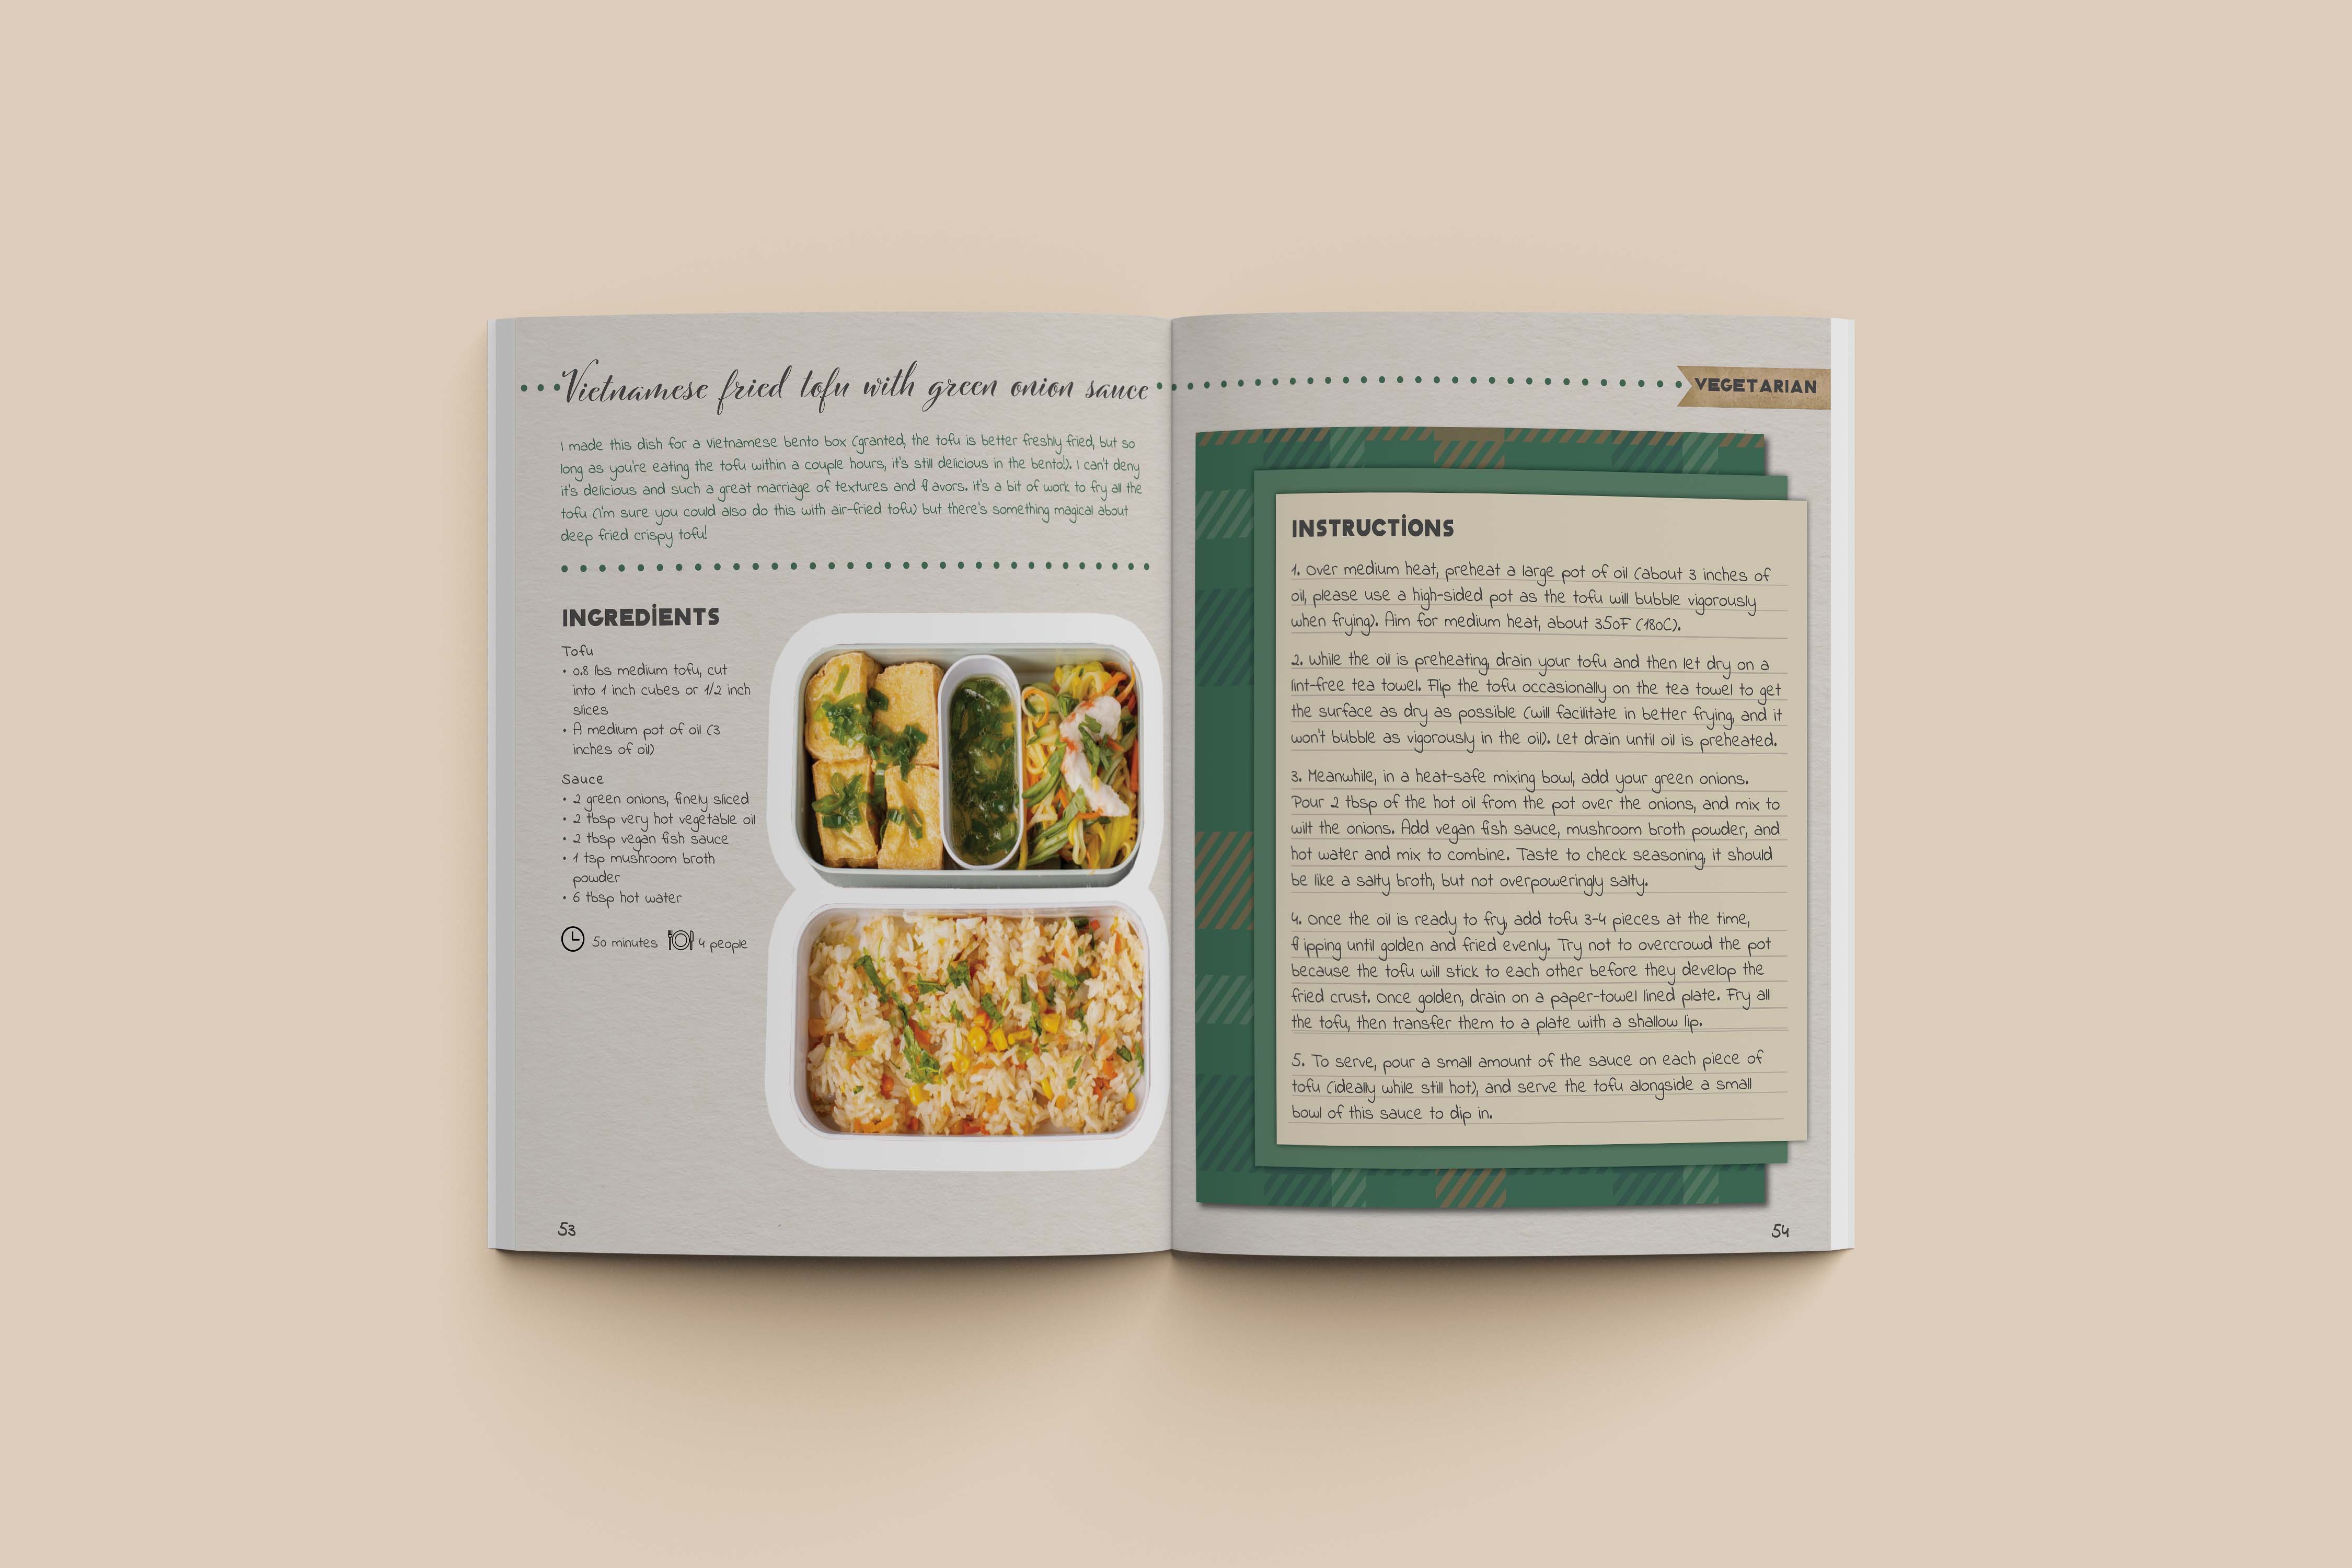 Vietnamese fried tofu with green onion sauce
I made this dish for a Vietnamese bento box (granted, the tofu is better freshly fried, but so
long as you're eating the tofu within a couple hours, it's still delicious in the bento!). I can't deny
it's delicious and such a great marriage of textures and fl avors. It's a bit of work to fry all the
tofu (I'm sure you could also do this with air-fried tofu) but there's something magical about
deep fried crispy tofu!
INGREDIENTS
Tofu
• 0.8 lbs medium tofu, cut
into 1 inch cubes or 1/2 inch
slices
• A medium pot of oil (3
inches of oil)
Sauce
• 2 green onions, finely sliced
• 2 tbsp very hot vegetable oil
• 2 tbsp vegan fish sauce
• 1 tsp mushroom broth
powder
• 6 tbsp hot water
50 minutes 4 people
53
VEGETARIAN
INSTRUCTIONS
1. Over medium heat, preheat a large pot of oil (about 3 inches of
oil, please use a high-sided pot as the tofu will bubble vigorously
when frying). Aim for medium heat, about 350F (180C).
2. While the oil is preheating, drain your tofu and then let dry on a
lint-free tea towel. Flip the tofu occasionally on the tea towel to get
the surface as dry as possible (will facilitate in better frying, and it
won't bubble as vigorously in the oil). Let drain until oil is preheated.
3. Meanwhile, in a heat-safe mixing bowl, add your green onions.
Pour 2 tbsp of the hot oil from the pot over the onions, and mix to
wilt the onions. Add vegan fish sauce, mushroom broth powder, and
hot water and mix to combine. Taste to check seasoning, it should
be like a salty broth, but not overpoweringly salty.
4. Once the oil is ready to fry, add tofu 3-4 pieces at the time,
fl ipping until golden and fried evenly. Try not to overcrowd the pot
because the tofu will stick to each other before they develop the
fried crust. Once golden, drain on a paper-towel lined plate. Fry all
the tofu, then transfer them to a plate with a shallow lip.
5. To serve, pour a small amount of the sauce on each piece of
tofu (ideally while still hot), and serve the tofu alongside a small
bowl of this sauce to dip in.
54